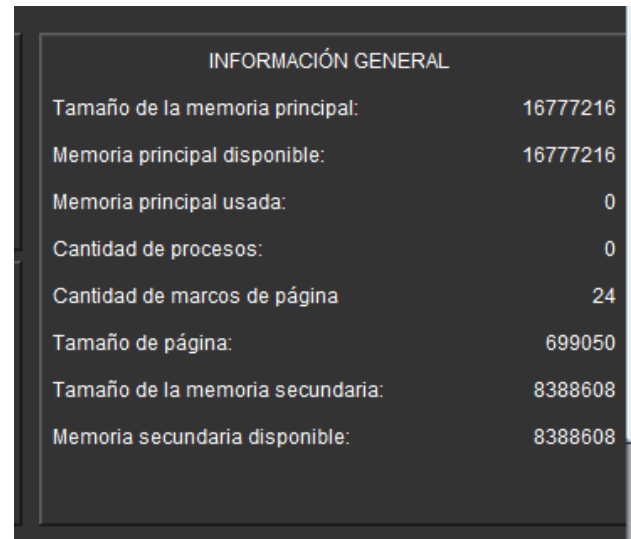 INFORMACIÓN GENERAL
Tamaño de la memoria principal: 16777216
Memoria principal disponible: 16777216
Memoria principal usada: 0
Cantidad de procesos: 0
Cantidad de marcos de página 24
Tamaño de página: 699050
Tamaño de la memoria secundaria: 8388608
Memoria secundaria disponible: 8388608